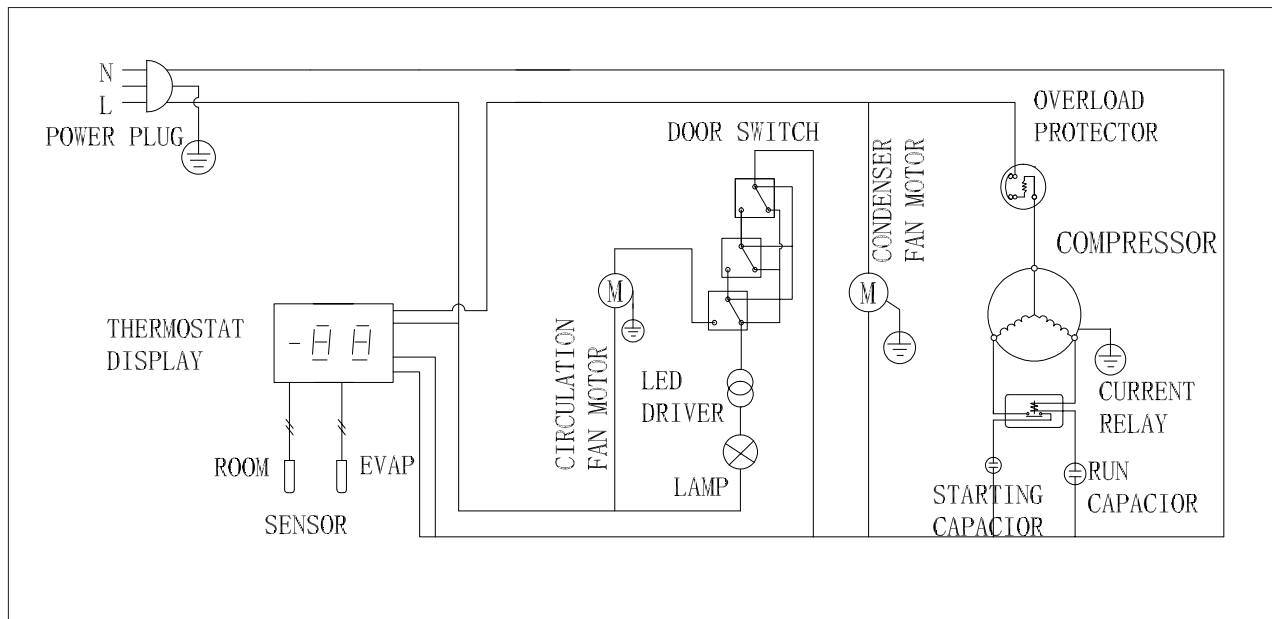 N
L
POWER PLUG
DOOR SWITCH
OVERLOAD
PROTECTOR
CONDENSER
FAN MOTOR
COMPRESSOR
M
M
THERMOSTAT
DISPLAY
-88
CIRCULATION
FAN MOTOR
LED
DRIVER
CURRENT
RELAY
ROOM
EVAP
SENSOR
LAMP
STARTING
CAPACIOR
RUN
CAPACIOR